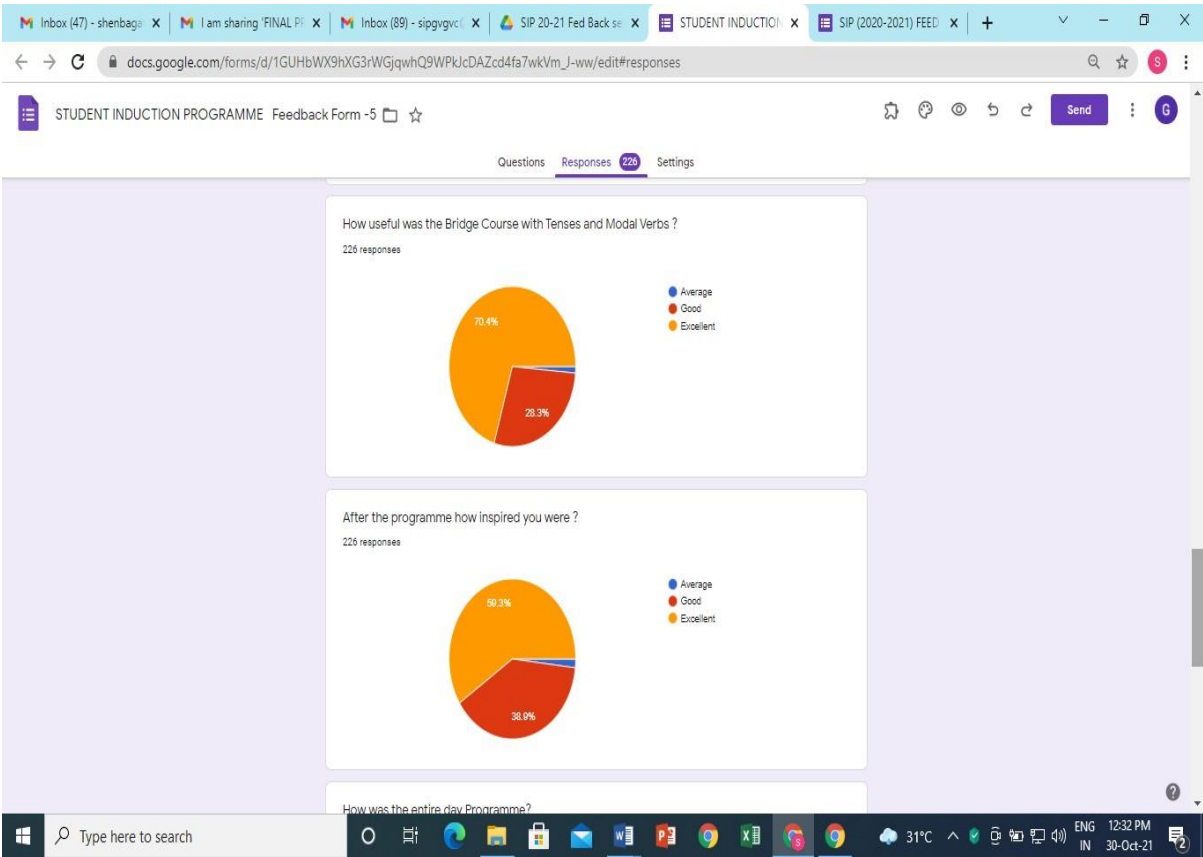 Inbox (47) - shenbaga
I am sharing 'FINAL PF
Inbox (89) - sipgvgvc
SIP 20-21 Fed Back se
STUDENT INDUCTION
SIP (2020-2021) FEED
docs.google.com/forms/d/1GUHbWX9hXG3rWGjqwhQ9WPkJcDAZcd4fa7wkVm_J-ww/edit#responses
S
STUDENT INDUCTION PROGRAMME Feedback Form -5
Send
G
Questions Responses 226 Settings
How useful was the Bridge Course with Tenses and Modal Verbs ?
226 responses
70.4%
28.3%
Average
Good
Excellent
After the programme how inspired you were ?
226 responses
59.3%
38.9%
Average
Good
Excellent
How was the entire day Programme?
Type here to search
31°C
ENG
IN
12:32 PM
30-Oct-21
2